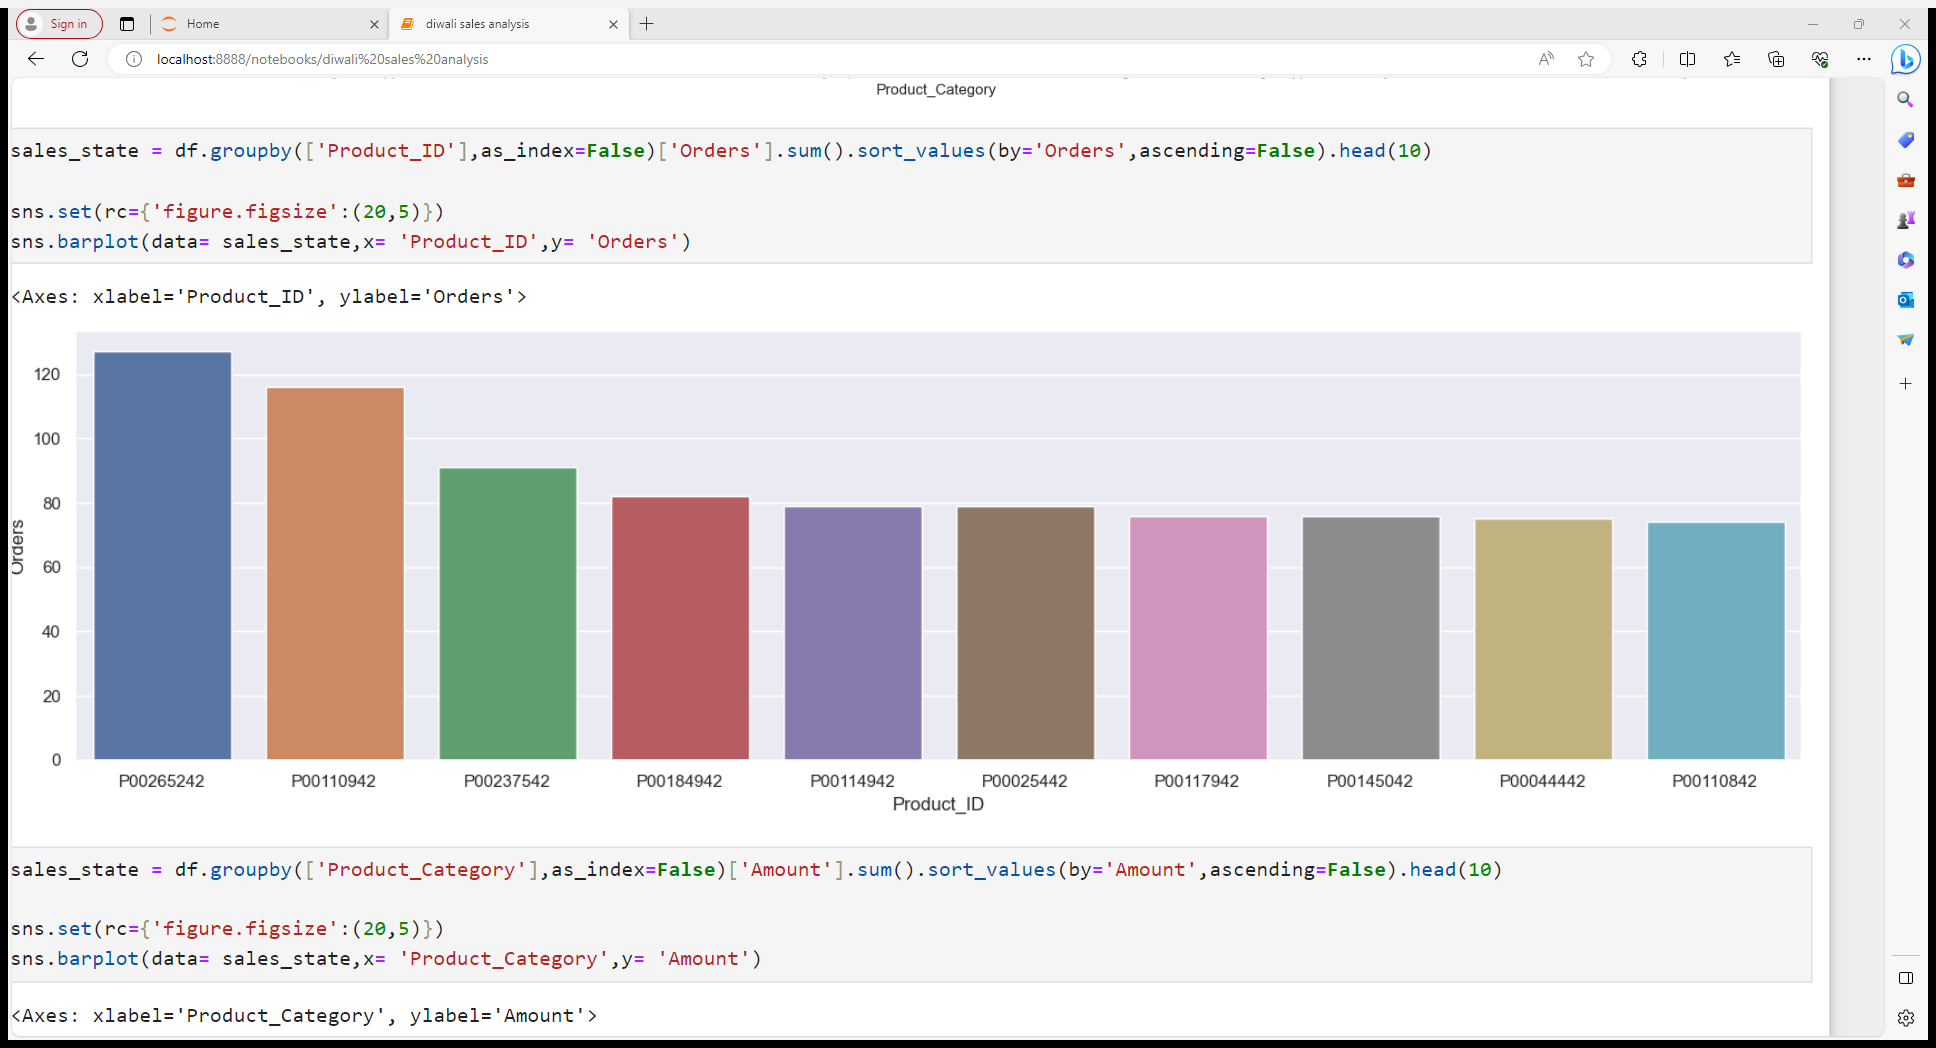 Sign in
Home
diwali sales analysis
localhost:8888/notebooks/diwali%20sales%20analysis
Product_Category
sales_state = df.groupby(['Product_ID'],as_index=False)['Orders'].sum().sort_values(by='Orders',ascending=False).head(10)
sns.set(rc={'figure.figsize':(20,5)})
sns.barplot(data= sales_state,x= 'Product_ID',y= 'Orders')
<Axes: xlabel='Product_ID', ylabel='Orders'>
120
100
80
60
40
20
0
Orders
P00265242 P00110942 P00237542 P00184942 P00114942 P00025442 P00117942 P00145042 P00044442 P00110842
Product_ID
sales_state = df.groupby(['Product_Category'],as_index=False)['Amount'].sum().sort_values(by='Amount',ascending=False).head(10)
sns.set(rc={'figure.figsize':(20,5)})
sns.barplot(data= sales_state,x= 'Product_Category',y= 'Amount')
<Axes: xlabel='Product_Category', ylabel='Amount'>